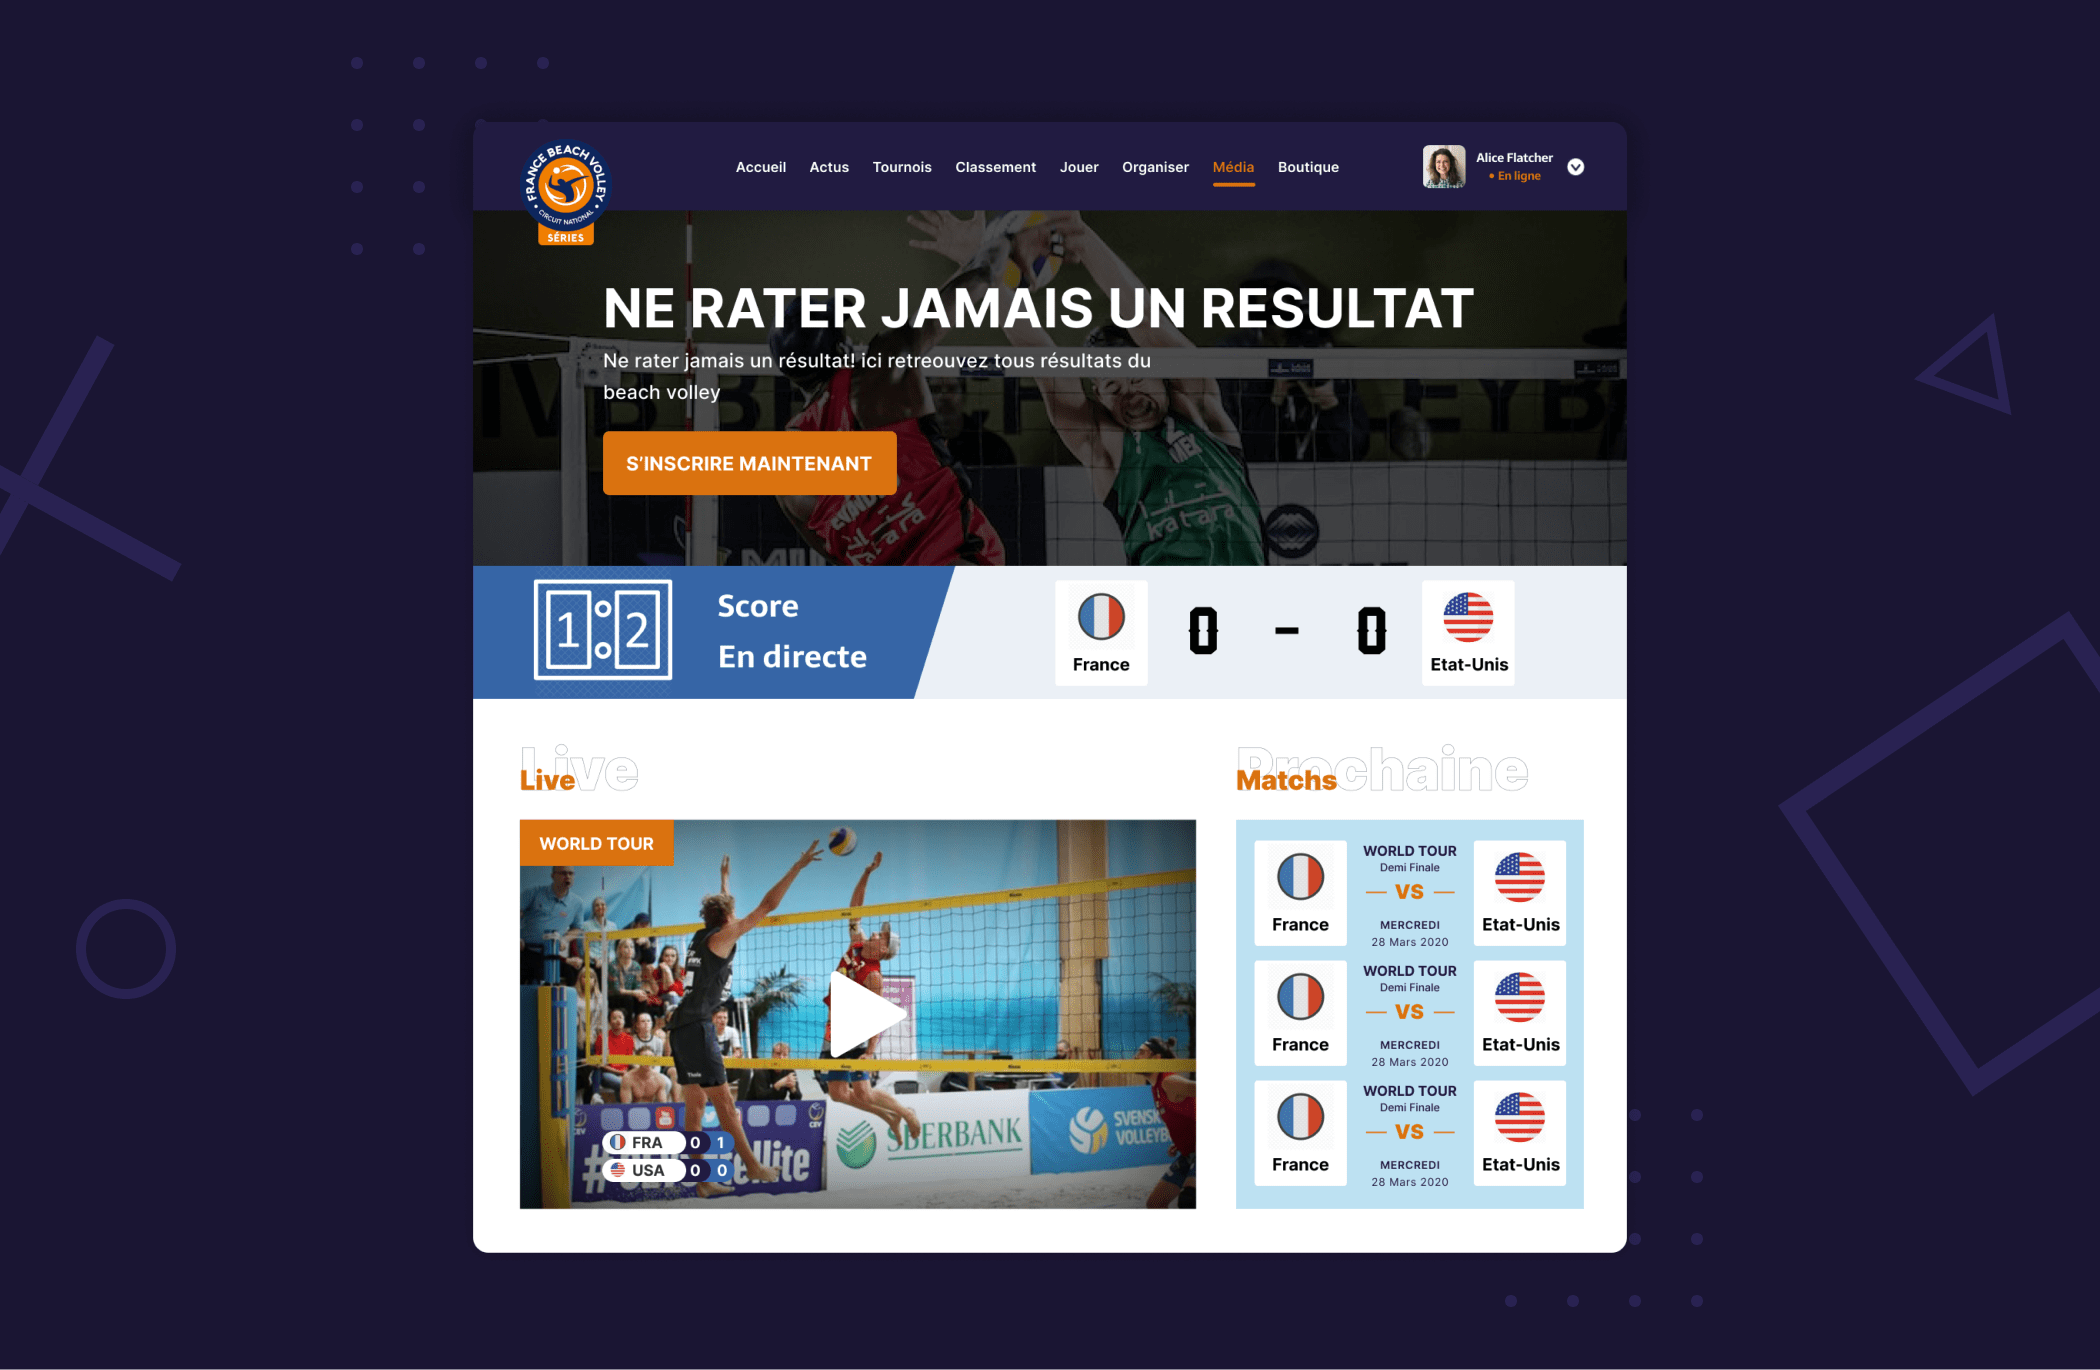 FRANCE BEACH VOLLEY
CIRCUIT NATIONAL
SÉRIES
Accueil Actus Tournois Classement Jouer Organiser Média Boutique
Alice Flatcher
• En ligne
NE RATER JAMAIS UN RESULTAT
Ne rater jamais un résultat! ici retreouvez tous résultats du
beach volley
S'INSCRIRE MAINTENANT
katara
1:2
Score
En directe
France
0 - 0
Etat-Unis
Live
Live
WORLD TOUR
SBERBANK
SVENSK
FRA 0 1
USA 0 0
Prochaine
Matchs
WORLD TOUR
Demi Finale
France
VS
Etat-Unis
MERCREDI
28 Mars 2020
WORLD TOUR
Demi Finale
France
VS
Etat-Unis
MERCREDI
28 Mars 2020
WORLD TOUR
Demi Finale
France
VS
Etat-Unis
MERCREDI
28 Mars 2020